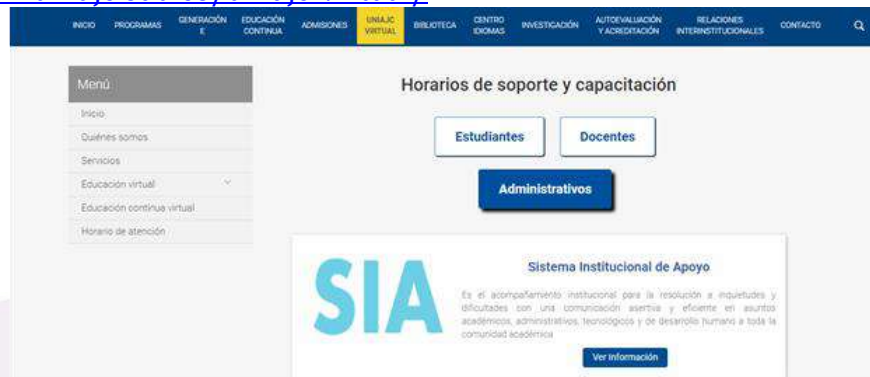 INICIO
PROGRAMAS
GENERACIÓN
E
EDUCACIÓN
CONTINUA
ADMISIONES
UNIAJC
VIRTUAL
BIBLIOTECA
CENTRO
IDIOMAS
INVESTIGACIÓN
AUTOEVALUACIÓN
Y ACREDITACIÓN
RELACIONES
INTERINSTITUCIONALES
CONTACTO
Menú
Inicio
Quiénes somos
Servicios
Educación virtual
Educación continua virtual
Horario de atención
Horarios de soporte y capacitación
Estudiantes
Docentes
Administrativos
SIA
Sistema Institucional de Apoyo
Es el acompañamiento institucional para la resolución a inquietudes y
dificultades con una comunicación asertiva y eficiente en asuntos
académicos, administrativos, tecnológicos y de desarrollo humano a toda la
comunidad académica
Ver Información